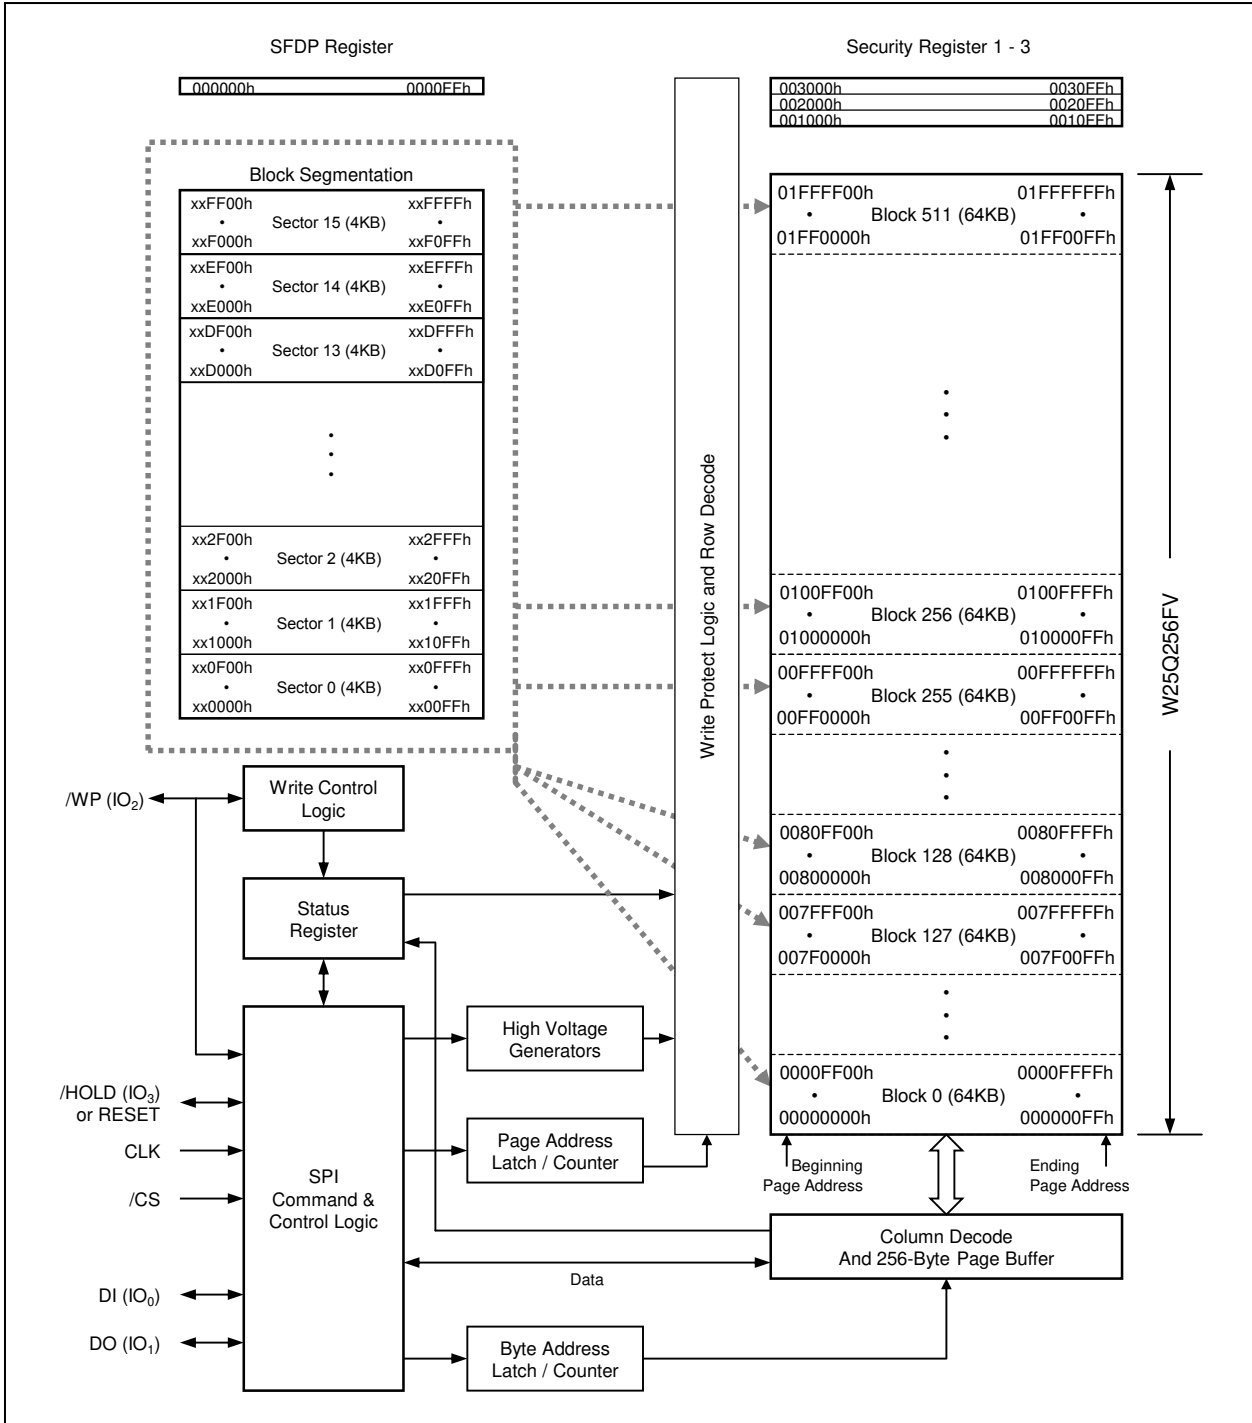 SFDP Register
000000h 0000FFh
Security Register 1 - 3
003000h 0030FFh
002000h 0020FFh
001000h 0010FFh
Block Segmentation
xxFF00h xxFFFFh
• Sector 15 (4KB) •
xxF000h xxF0FFh
xxEF00h xxEFFFh
• Sector 14 (4KB) •
xxE000h xxE0FFh
xxDF00h xxDFFFh
• Sector 13 (4KB) •
xxD000h xxD0FFh
•
•
•
xx2F00h xx2FFFh
• Sector 2 (4KB) •
xx2000h xx20FFh
xx1F00h xx1FFFh
• Sector 1 (4KB) •
xx1000h xx10FFh
xx0F00h xx0FFFh
• Sector 0 (4KB) •
xx0000h xx00FFh
Write Protect Logic and Row Decode
01FFFF00h 01FFFFFFh
• Block 511 (64KB) •
01FF0000h 01FF00FFh
•
•
•
0100FF00h 0100FFFFh
• Block 256 (64KB) •
01000000h 010000FFh
00FFFF00h 00FFFFFFh
• Block 255 (64KB) •
00FF0000h 00FF00FFh
•
•
•
0080FF00h 0080FFFFh
• Block 128 (64KB) •
00800000h 008000FFh
007FFF00h 007FFFFFh
• Block 127 (64KB) •
007F0000h 007F00FFh
•
•
•
0000FF00h 0000FFFFh
• Block 0 (64KB) •
00000000h 000000FFh
W25Q256FV
Beginning
Page Address
Ending
Page Address
/WP (IO2)
Write Control
Logic
Status
Register
High Voltage
Generators
/HOLD (IO3)
or RESET
CLK
/CS
DI (IO0)
DO (IO1)
SPI
Command &
Control Logic
Page Address
Latch / Counter
Column Decode
And 256-Byte Page Buffer
Data
Byte Address
Latch / Counter